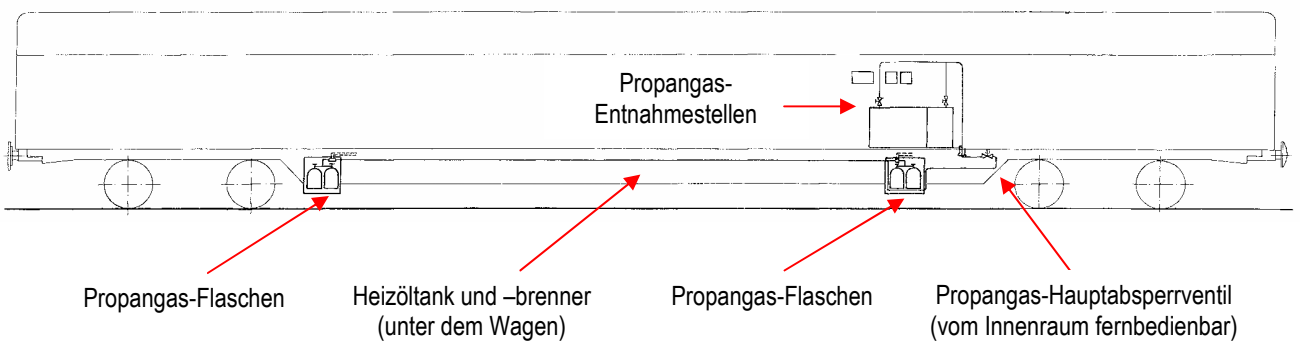 Propangas-
Entnahmestellen
Propangas-Flaschen
Heizöltank und –brenner
(unter dem Wagen)
Propangas-Flaschen
Propangas-Hauptabsperrventil
(vom Innenraum fernbedienbar)